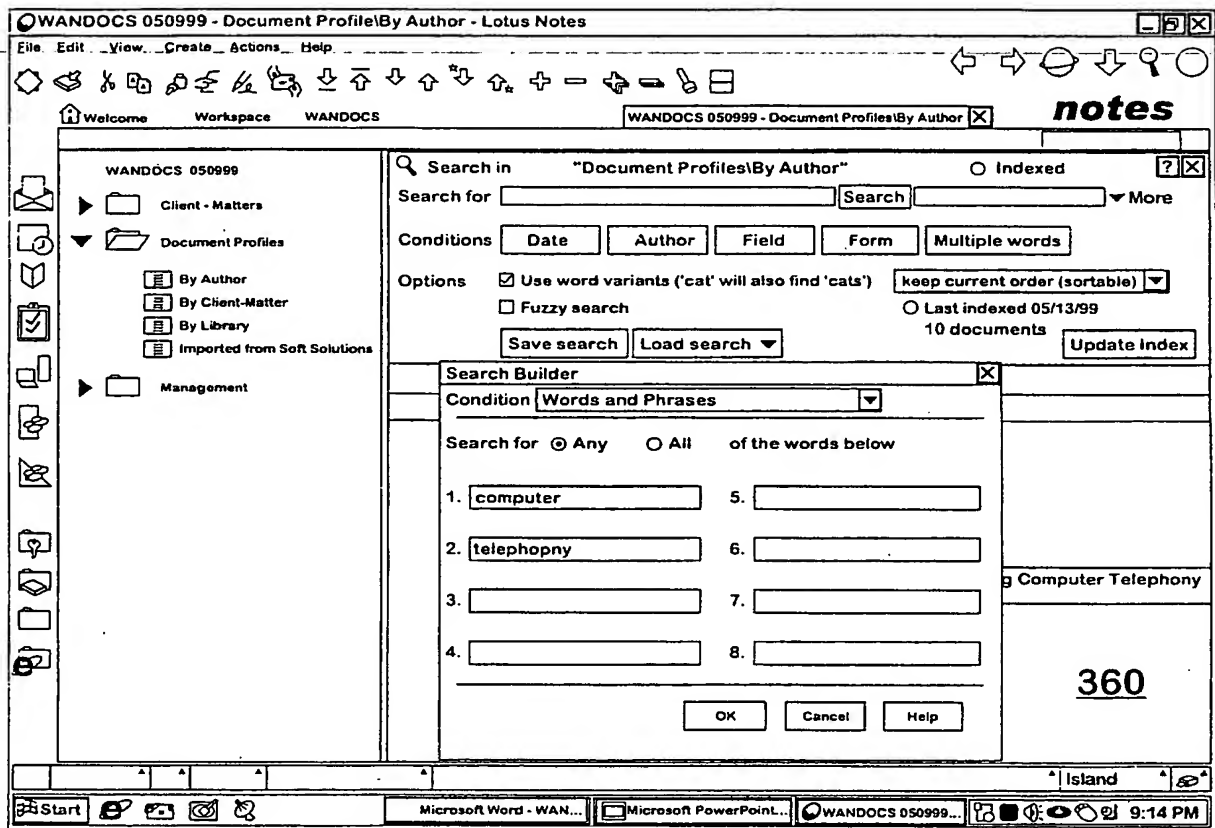 WANDOCS 050999 - Document Profile\By Author - Lotus Notes
File Edit View Create Actions Help
Welcome Workspace WANDOCS WANDOCS 050999 - Document Profiles\By Author
notes
WANDOCS 050999
Client - Matters
Document Profiles
By Author
By Client-Matter
By Library
Imported from Soft Solutions
Management
Search in "Document Profiles\By Author" Indexed ?
Search for Search More
Conditions Date Author Field Form Multiple words
Options Use word variants ('cat' will also find 'cats') keep current order (sortable)
Fuzzy search Last indexed 05/13/99
10 documents
Save search Load search Update Index
Search Builder
Condition Words and Phrases
Search for Any All of the words below
1. computer 5.
2. telephopny 6.
3. 7.
4. 8.
OK Cancel Help
g Computer Telephony
360
Island
Start Microsoft Word - WAN... Microsoft PowerPoint... WANDOCS 050999... 9:14 PM